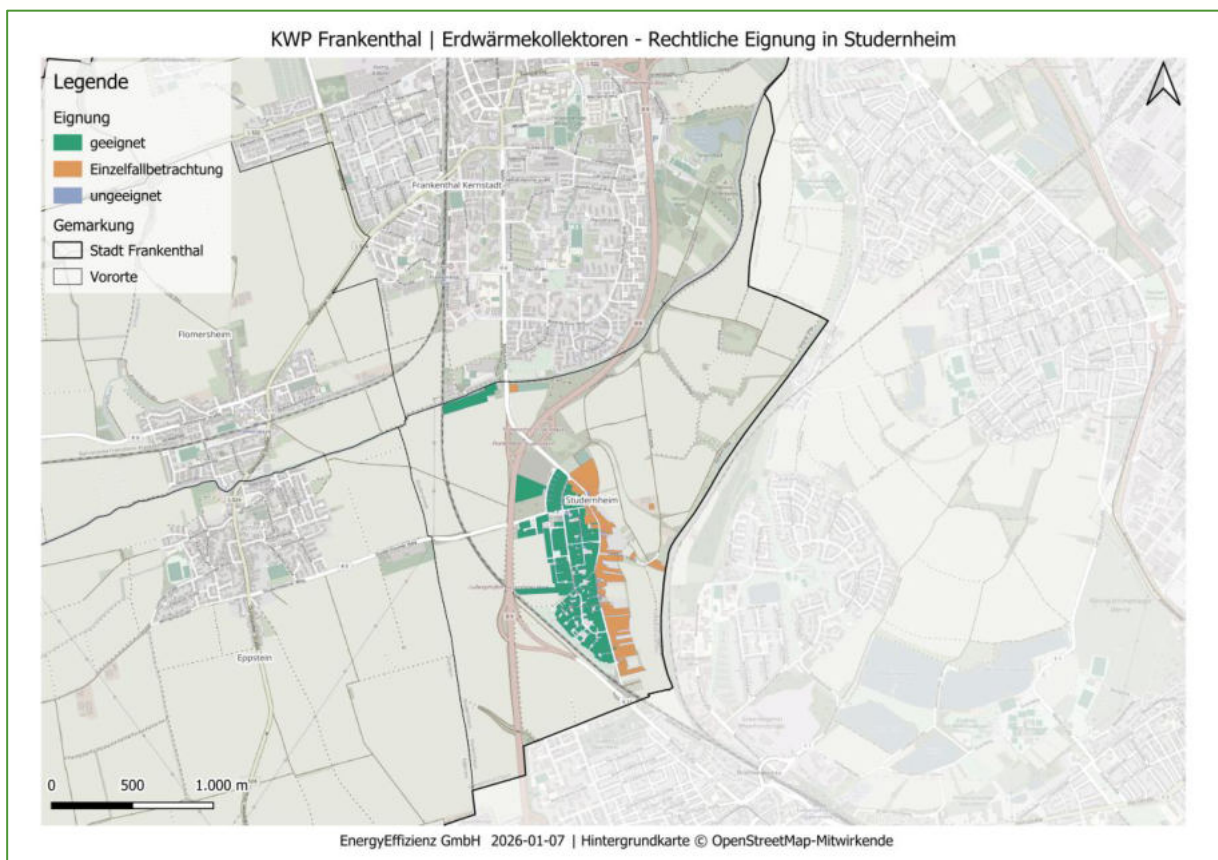 KWP Frankenthal | Erdwärmekollektoren - Rechtliche Eignung in Studernheim
Legende
Eignung
geeignet
Einzelfallbetrachtung
ungeeignet
Gemarkung
Stadt Frankenthal
Vororte
Frankenthal Kernstadt
Flomersheim
Studernheim
Eppstein
0 500 1.000 m
EnergyEffizienz GmbH 2026-01-07 | Hintergrundkarte © OpenStreetMap-Mitwirkende